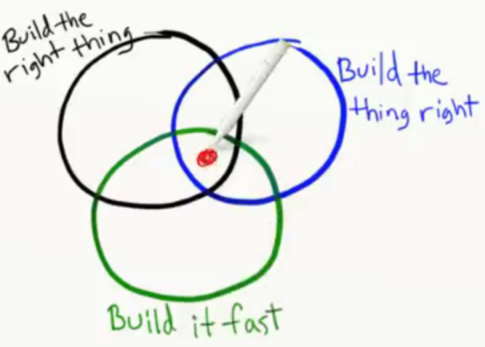 Build the
right thing
Build the
thing right
Build it fast